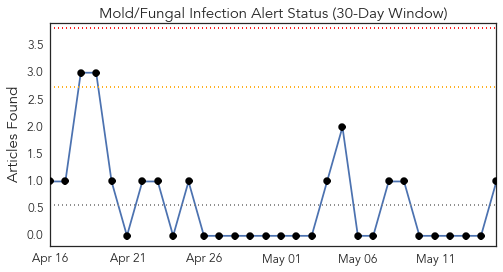 Mold/Fungal Infection Alert Status (30-Day Window)
Articles Found
3.5
3.0
2.5
2.0
1.5
1.0
0.5
0.0
Apr 16 Apr 21 Apr 26 May 01 May 06 May 11